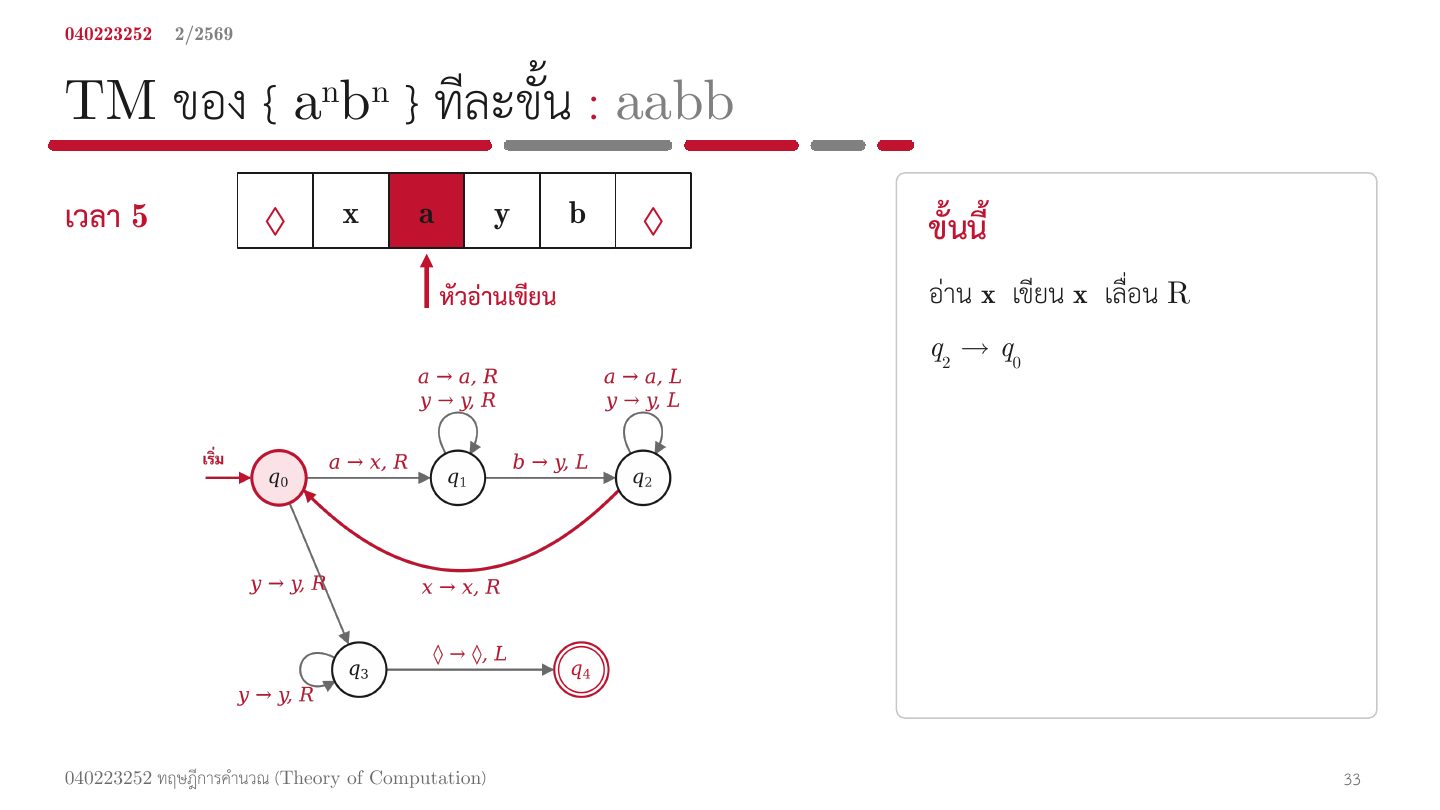 040223252 2/2569
TM ของ { aⁿbⁿ } ทีละขั้น : aabb
เวลา 5
◊ x a y b ◊
หัวอ่านเขียน
ขั้นนี้
อ่าน x เขียน x เลื่อน R
q₂ → q₀
a → a, R
y → y, R
a → a, L
y → y, L
เริ่ม
q₀
a → x, R
q₁
b → y, L
q₂
y → y, R
x → x, R
q₃
◊ → ◊, L
q₄
y → y, R
040223252 ทฤษฎีการคำนวณ (Theory of Computation)
33